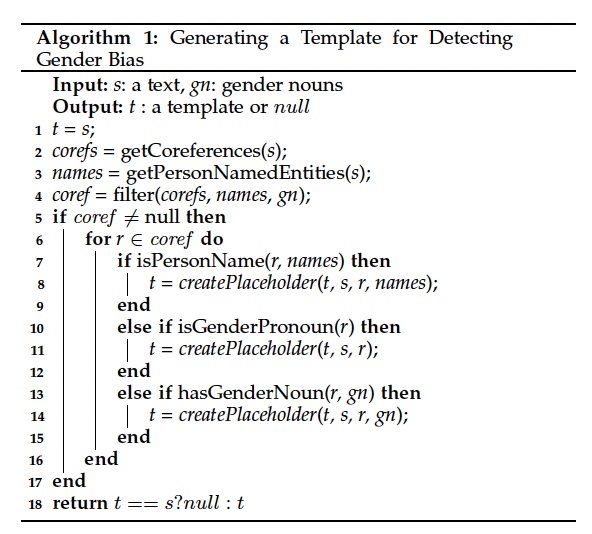 Algorithm 1: Generating a Template for Detecting
Gender Bias
Input: s: a text, gn: gender nouns
Output: t : a template or null
1 t = s;
2 corefs = getCoreferences(s);
3 names = getPersonNamedEntities(s);
4 coref = filter(corefs, names, gn);
5 if coref ≠ null then
6 for r ∈ coref do
7 if isPersonName(r, names) then
8 t = createPlaceholder(t, s, r, names);
9 end
10 else if isGenderPronoun(r) then
11 t = createPlaceholder(t, s, r);
12 end
13 else if hasGenderNoun(r, gn) then
14 t = createPlaceholder(t, s, r, gn);
15 end
16 end
17 end
18 return t == s?null : t